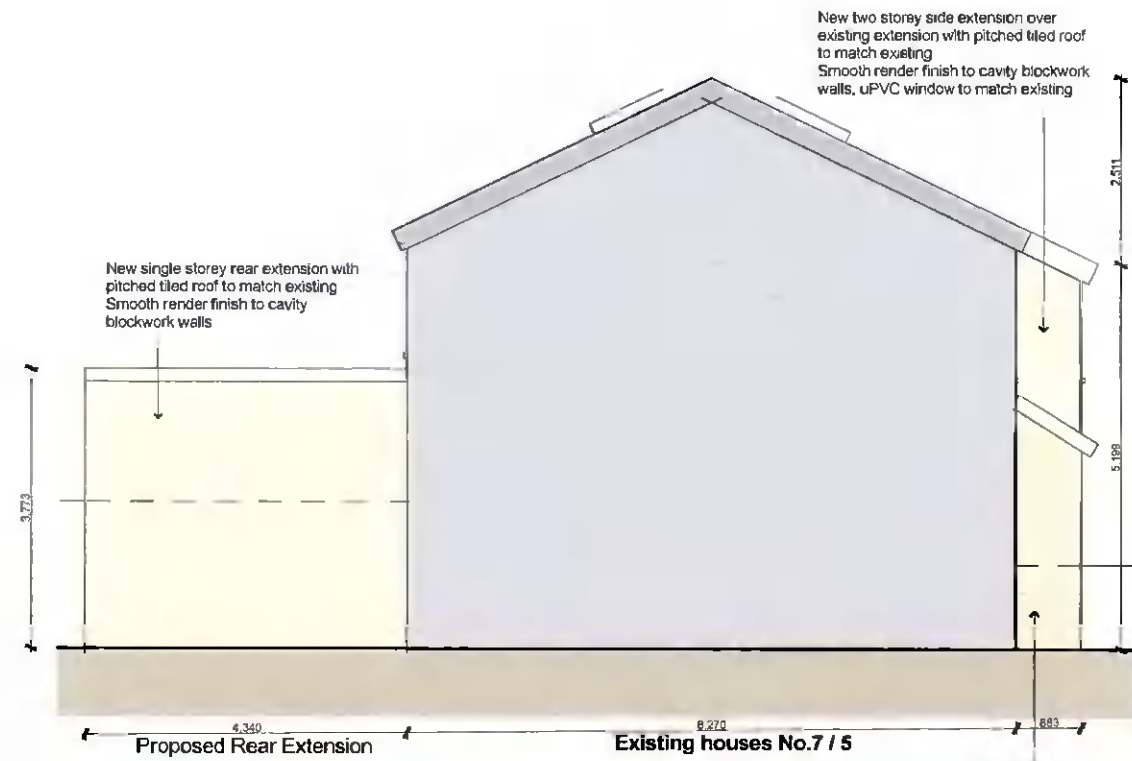 New two storey side extension over
existing extension with pitched tiled roof
to match existing
Smooth render finish to cavity blockwork
walls, uPVC window to match existing
2,511
New single storey rear extension with
pitched tiled roof to match existing
Smooth render finish to cavity
blockwork walls
3,773
5,199
4,340
8,270
883
Proposed Rear Extension
Existing houses No.7 / 5